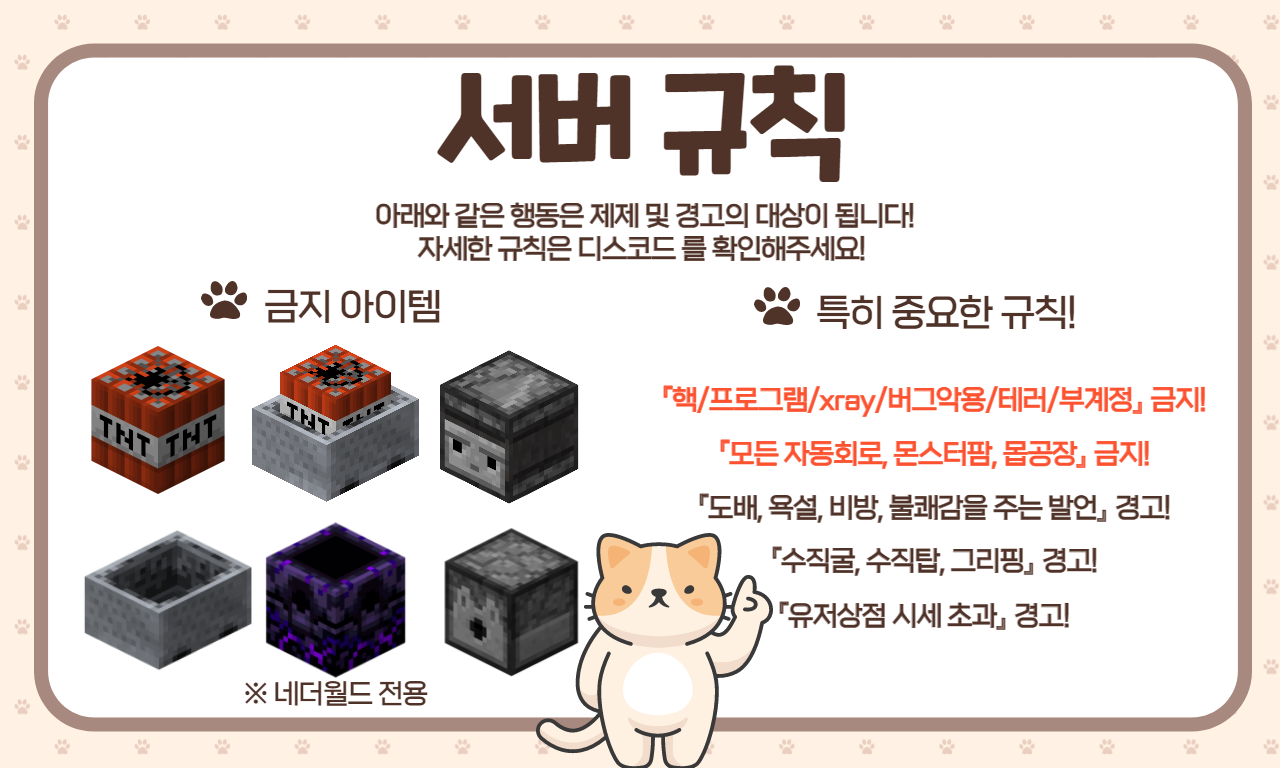 서버 규칙
아래와 같은 행동은 제제 및 경고의 대상이 됩니다!
자세한 규칙은 디스코드 를 확인해주세요!
금지 아이템
TNT TNT
TNT TNT
※ 네더월드 전용
특히 중요한 규칙!
『핵/프로그램/xray/버그악용/테러/부계정』 금지!
『모든 자동회로, 몬스터팜, 몹공장』 금지!
『도배, 욕설, 비방, 불쾌감을 주는 발언』 경고!
『수직굴, 수직탑, 그리핑』 경고!
『유저상점 시세 초과』 경고!